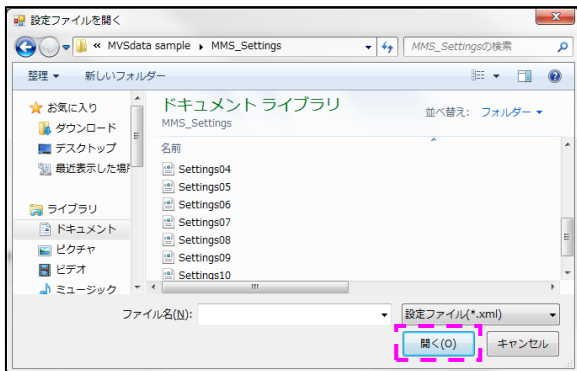 設定ファイルを開く
« MVSdata sample ▸ MMS_Settings
MMS_Settingsの検索
整理 ▼ 新しいフォルダー
お気に入り
ダウンロード
デスクトップ
最近表示した場所
ライブラリ
ドキュメント
ピクチャ
ビデオ
ミュージック
ドキュメント ライブラリ
MMS_Settings
並べ替え: フォルダー ▼
名前
Settings04
Settings05
Settings06
Settings07
Settings08
Settings09
Settings10
ファイル名(N):
設定ファイル(*.xml)
開く(O)
キャンセル